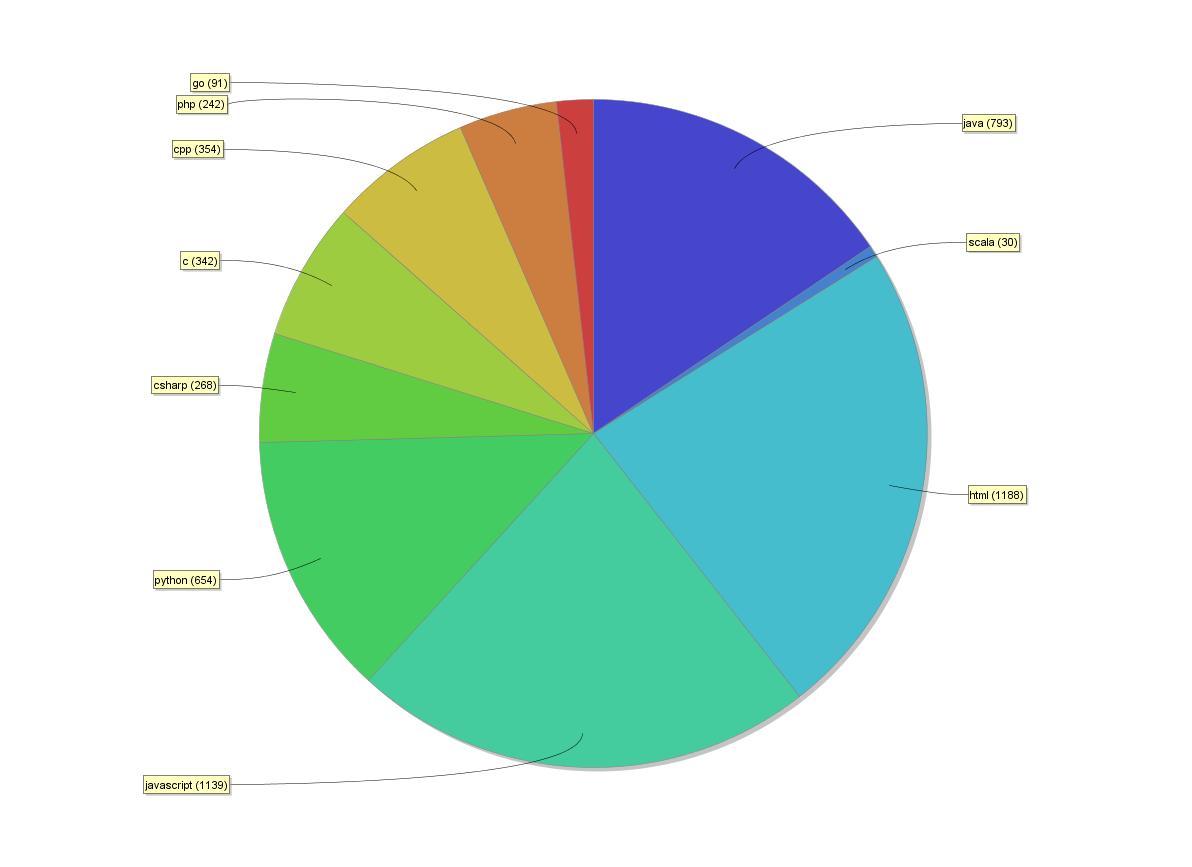 go (91)
php (242)
java (793)
cpp (354)
scala (30)
c (342)
csharp (268)
html (1188)
python (654)
javascript (1139)